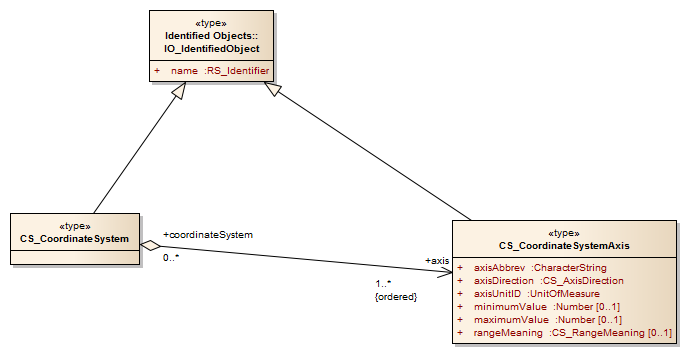 «type»
Identified Objects::
IO_IdentifiedObject
+ name :RS_Identifier
«type»
CS_CoordinateSystem
+coordinateSystem
0..*
+axis
1..*
{ordered}
«type»
CS_CoordinateSystemAxis
+ axisAbbrev :CharacterString
+ axisDirection :CS_AxisDirection
+ axisUnitID :UnitOfMeasure
+ minimumValue :Number [0..1]
+ maximumValue :Number [0..1]
+ rangeMeaning :CS_RangeMeaning [0..1]